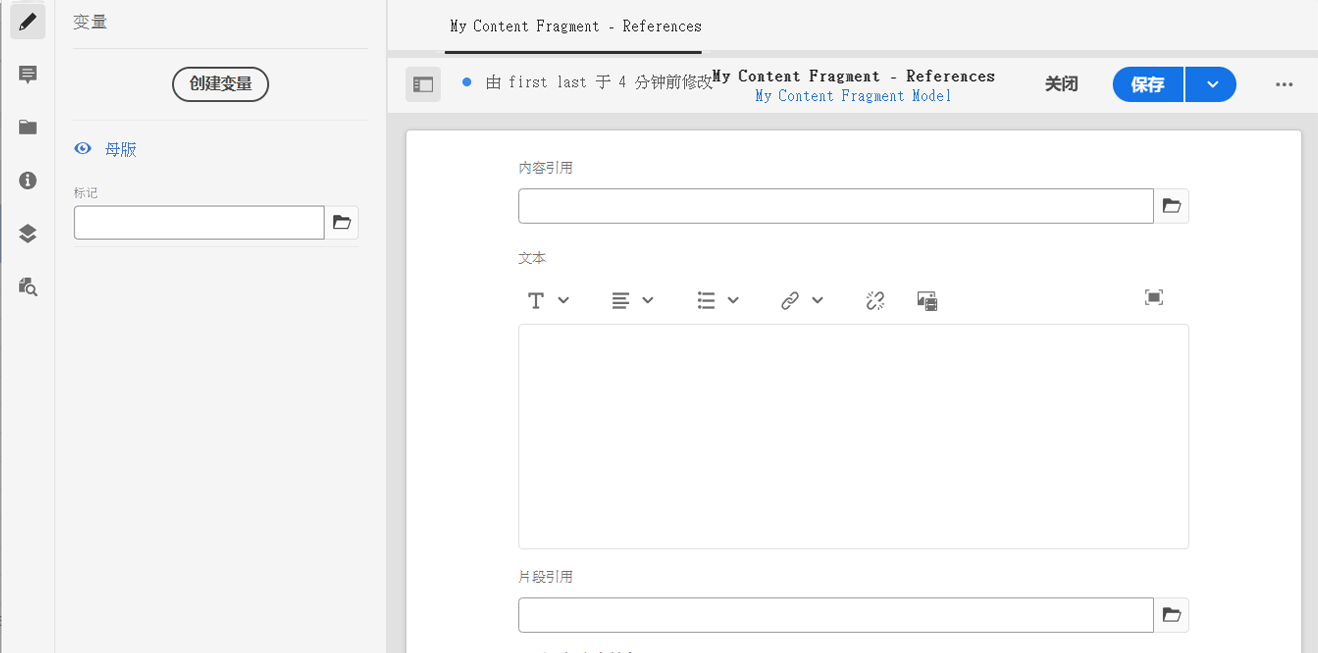 变量
创建变量
母版
标记
My Content Fragment - References
由 first last 于 4 分钟前修改
My Content Fragment - References
My Content Fragment Model
关闭
保存
内容引用
文本
片段引用